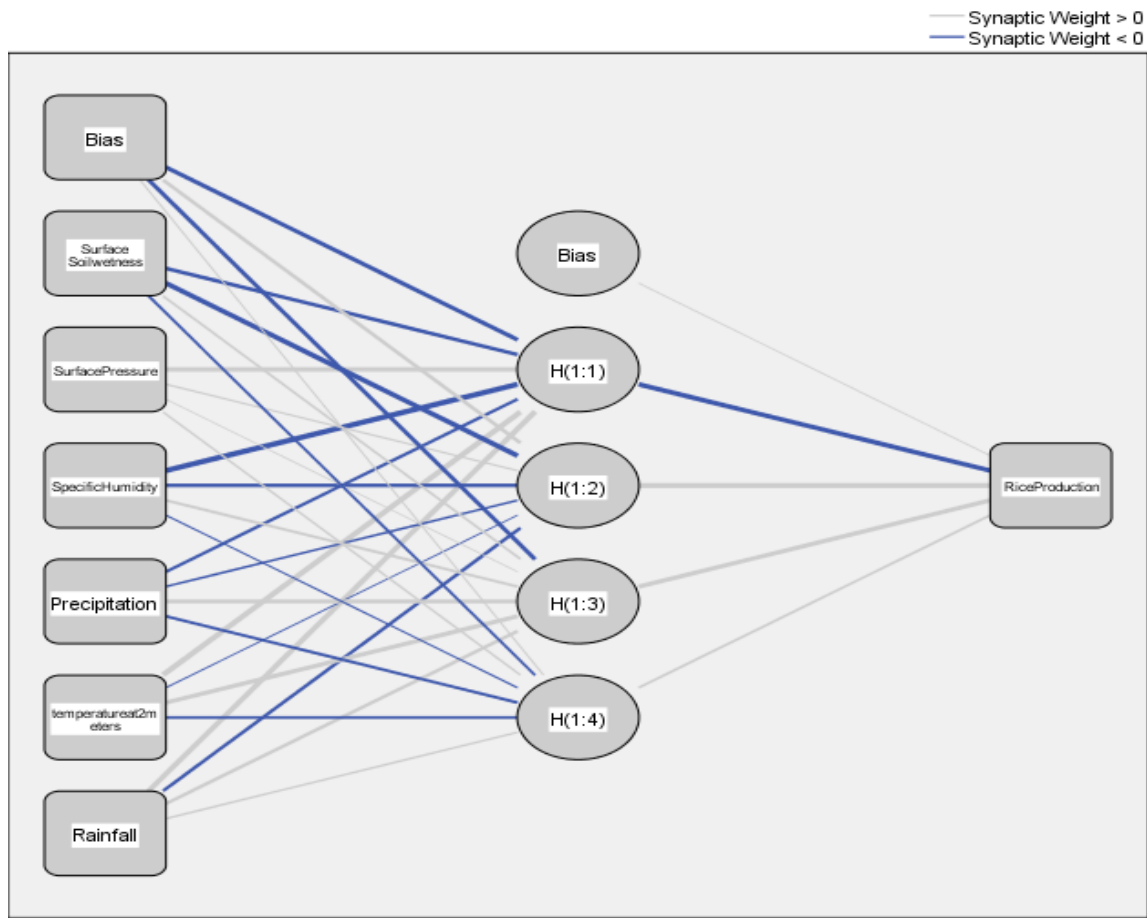 Synaptic Weight > 0
Synaptic Weight < 0
Bias
Surface
Soilwetness
SurfacePressure
SpecificHumidity
Precipitation
temperatureat2m
eters
Rainfall
Bias
H(1:1)
H(1:2)
H(1:3)
H(1:4)
RiceProduction